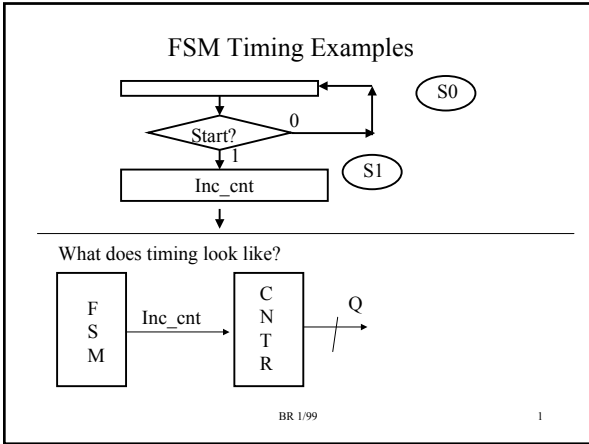 FSM Timing Examples
S0
0
Start?
1
S1
Inc_cnt
What does timing look like?
F
S
M
Inc_cnt
C
N
T
R
Q
BR 1/99
1